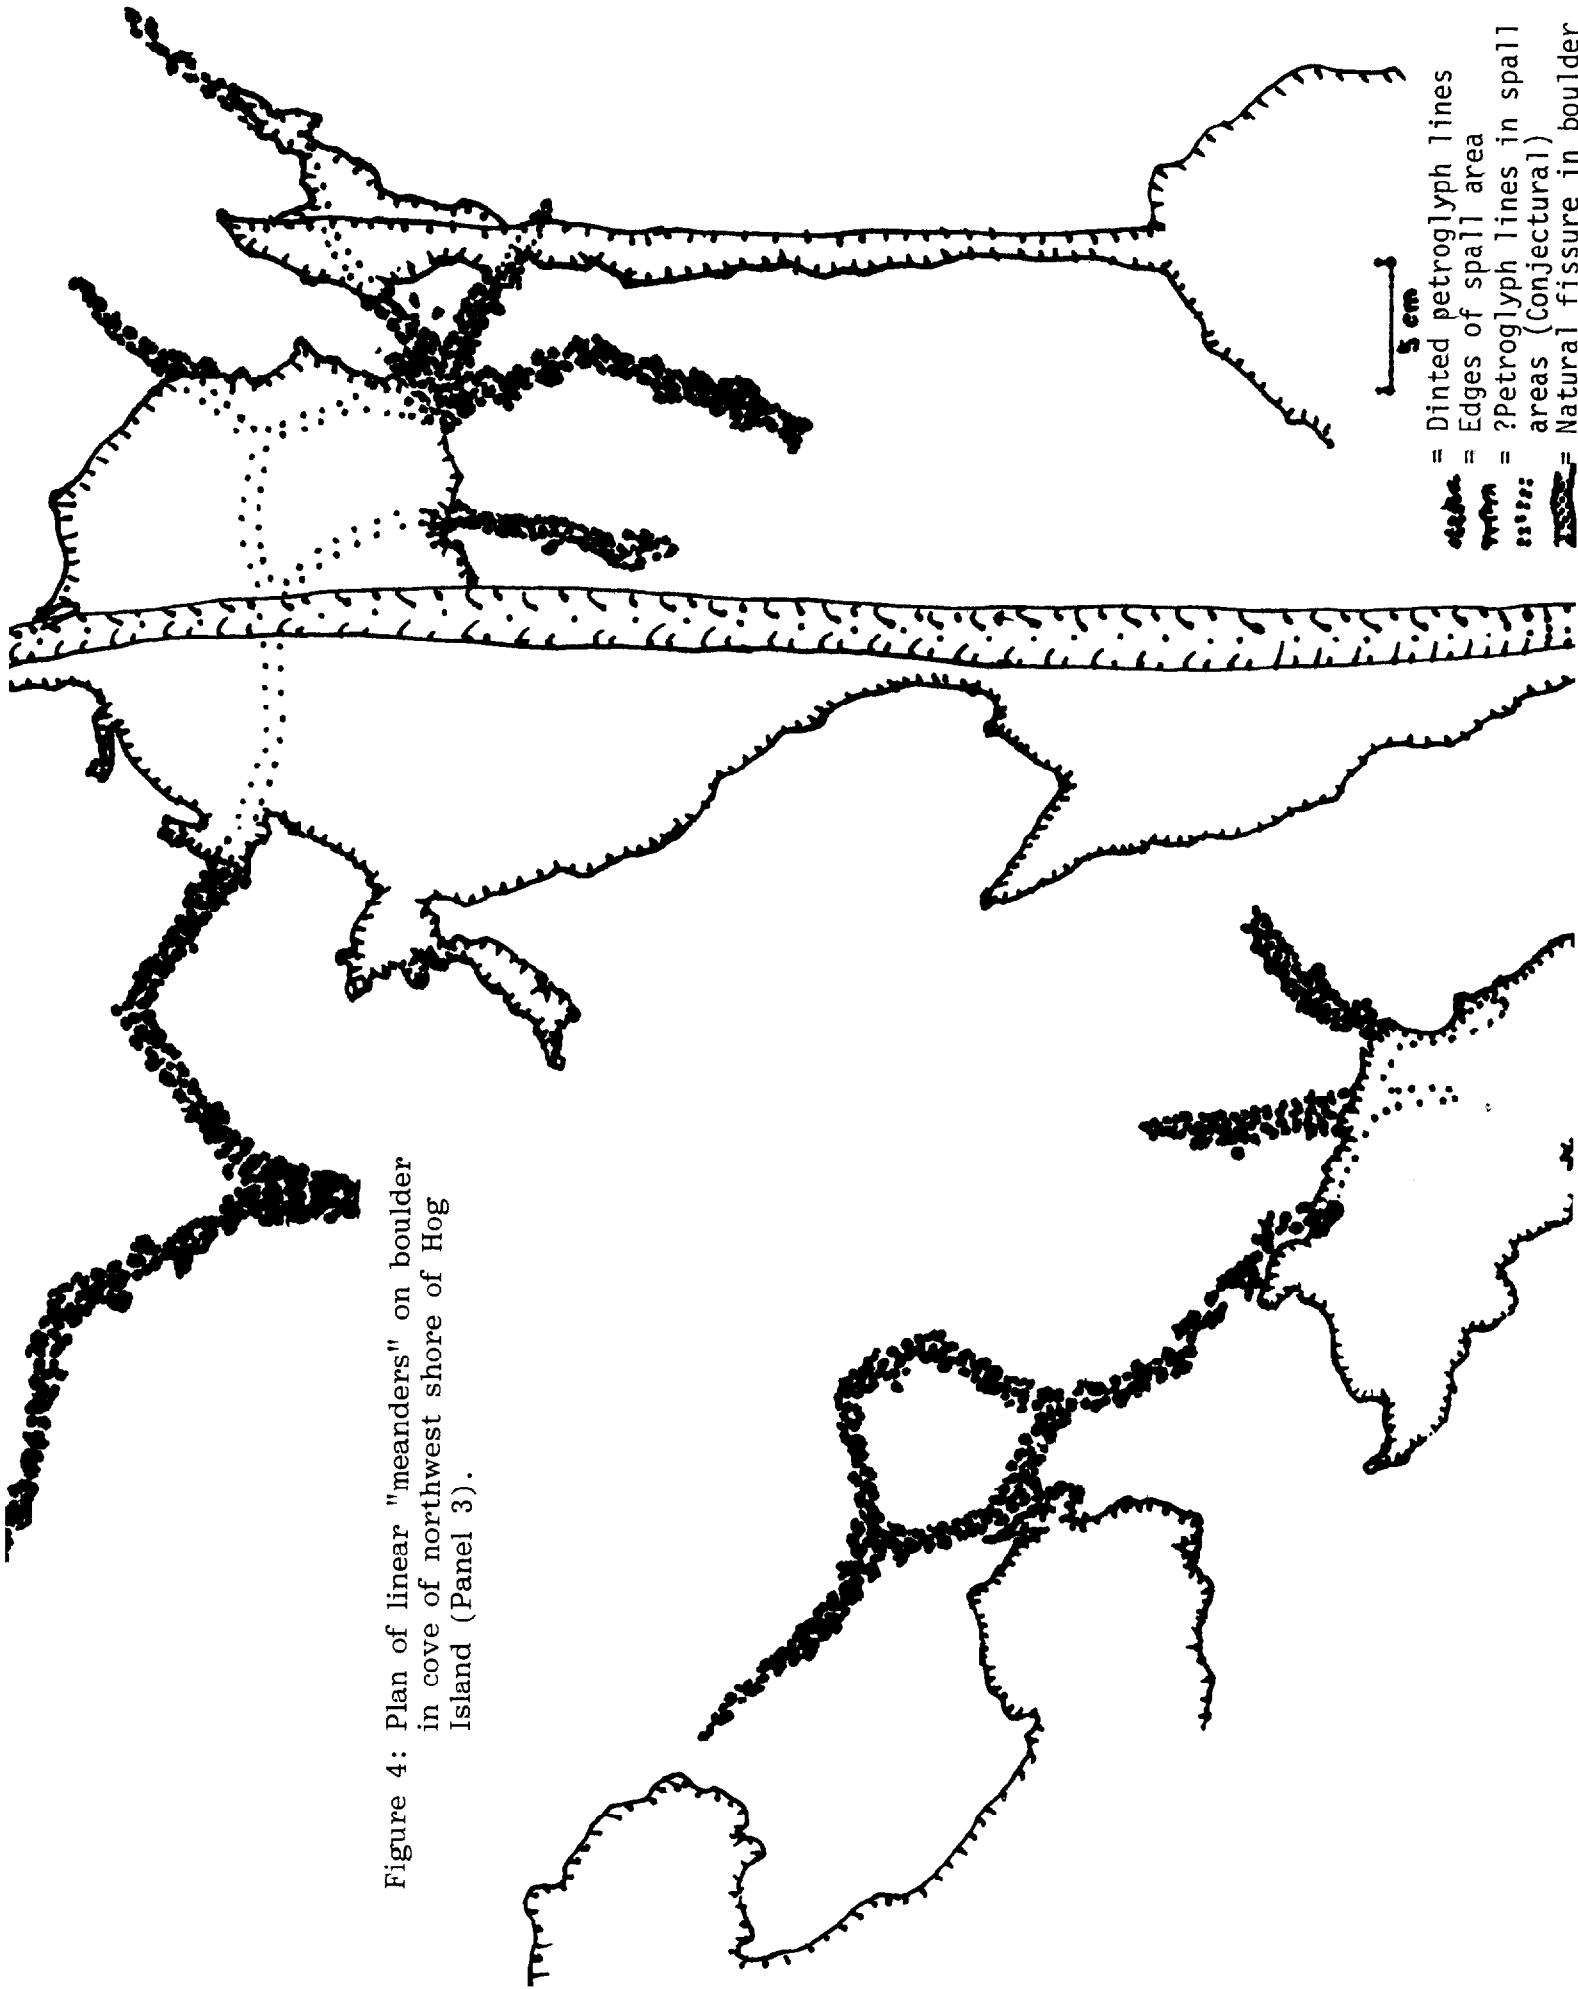 Figure 4: Plan of linear "meanders" on boulder
in cove of northwest shore of Hog
Island (Panel 3).
5 cm
= Dinted petroglyph lines
= Edges of spall area
= ?Petroglyph lines in spall
areas (Conjectural)
= Natural fissure in boulder